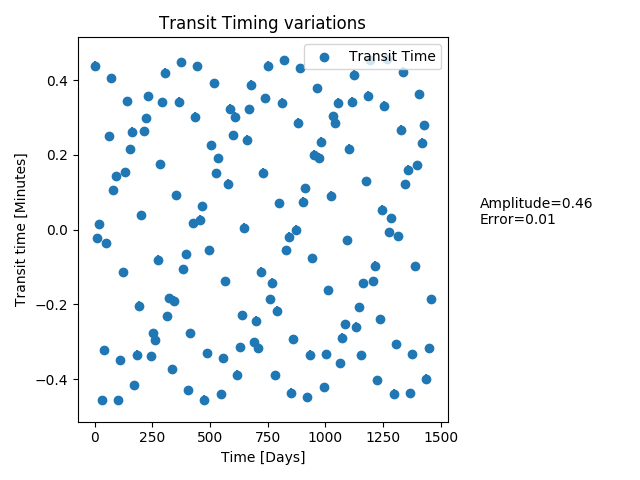 Transit Timing variations
Transit Time
0.4
0.2
0.0
−0.2
−0.4
Transit time [Minutes]
Amplitude=0.46
Error=0.01
0
250
500
750
1000
1250
1500
Time [Days]